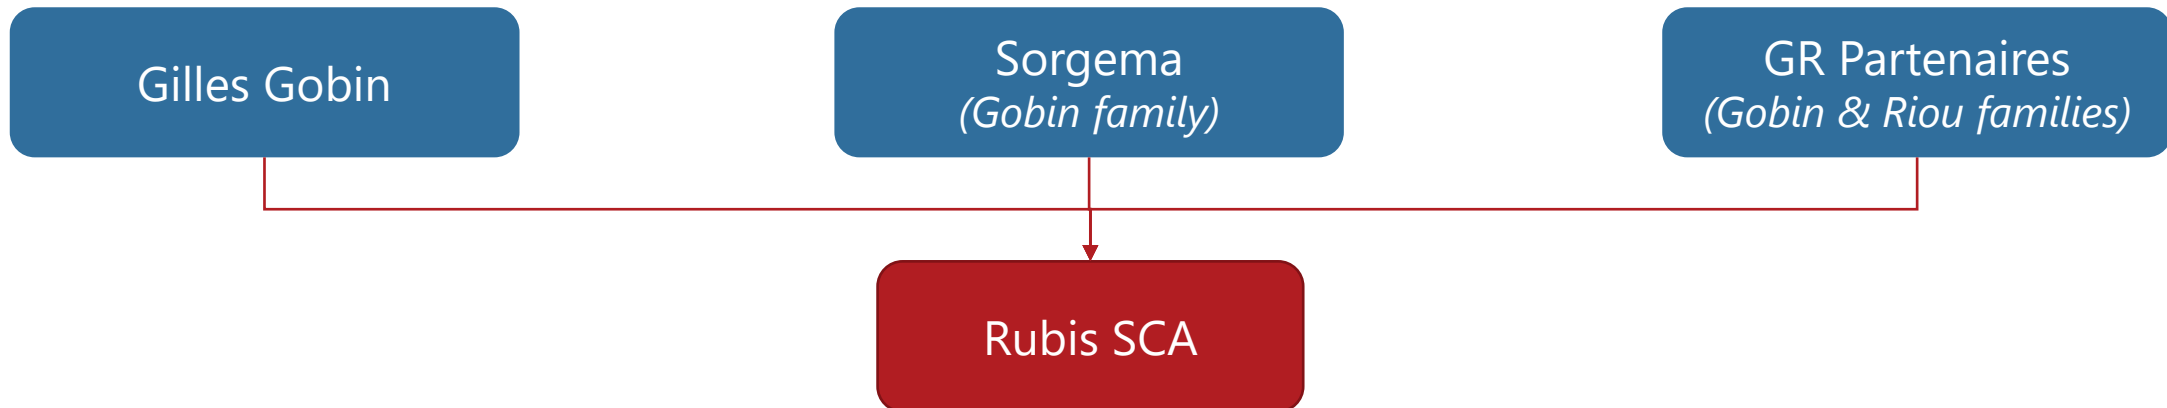 Gilles Gobin
Sorgema
(Gobin family)
GR Partenaires
(Gobin & Riou families)
Rubis SCA